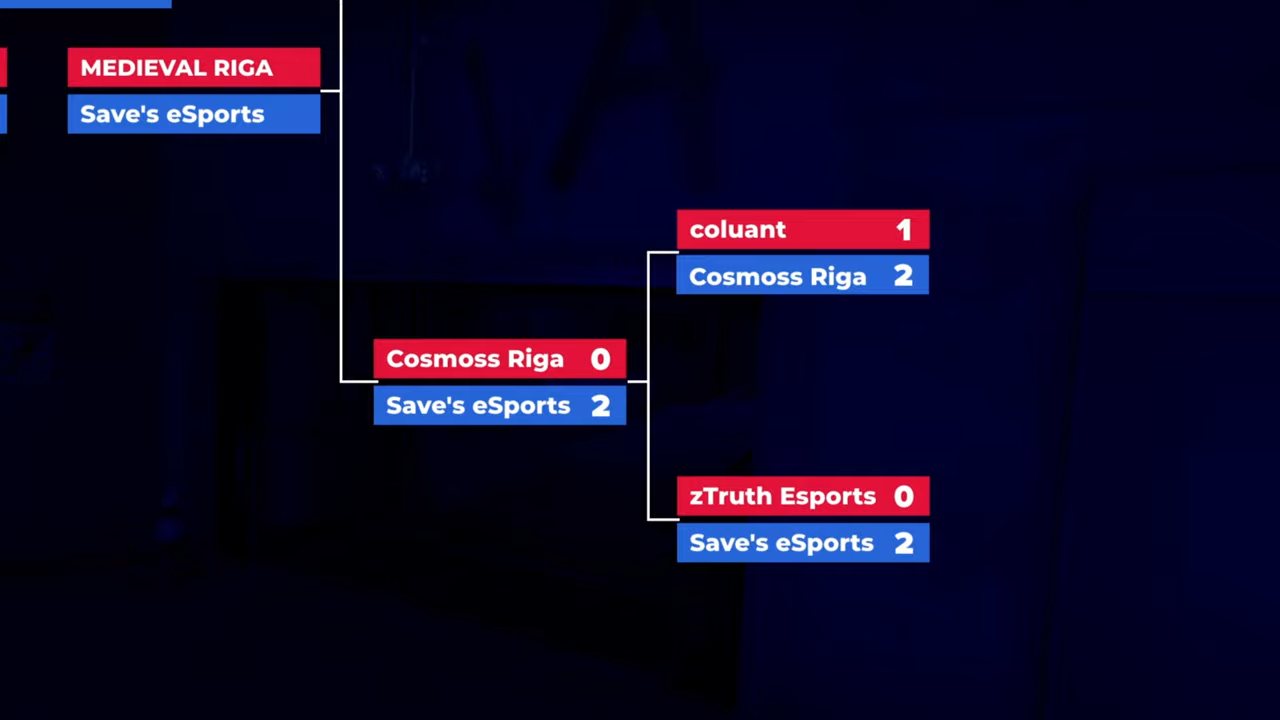 MEDIEVAL RIGA
Save's eSports
coluant 1
Cosmoss Riga 2
Cosmoss Riga 0
Save's eSports 2
zTruth Esports 0
Save's eSports 2